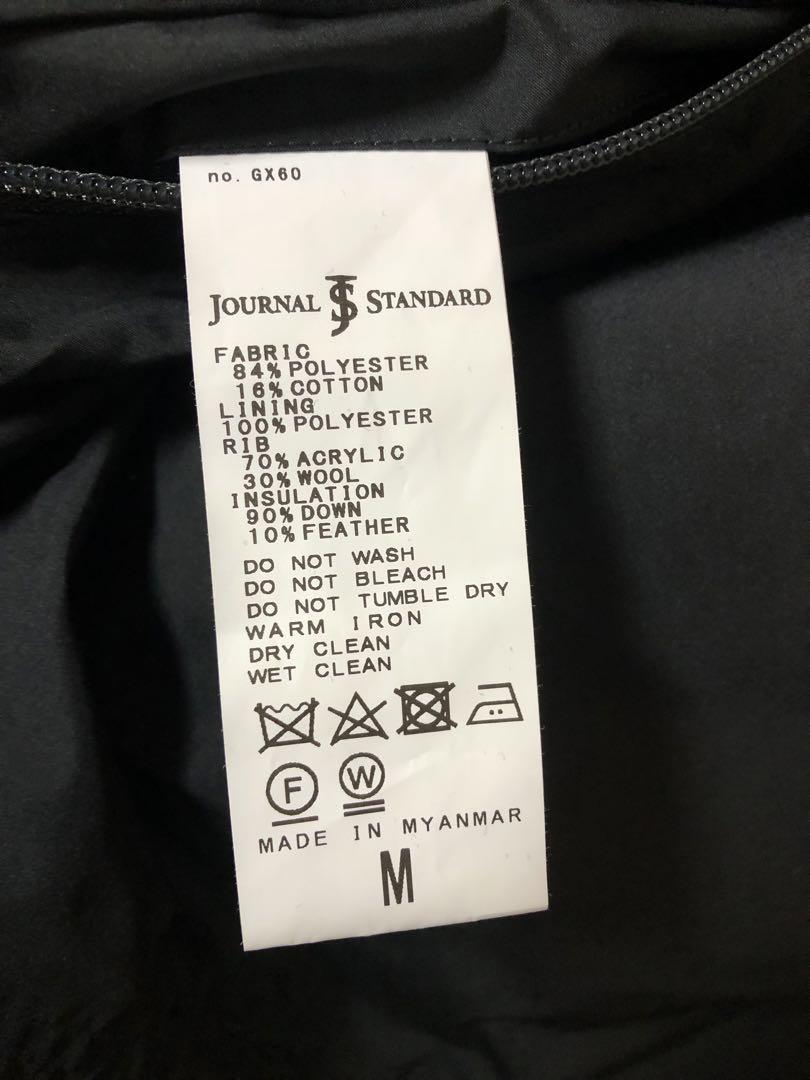 no. GX60
JOURNAL JS STANDARD
FABRIC
84% POLYESTER
16% COTTON
LINING
100% POLYESTER
RIB
70% ACRYLIC
30% WOOL
INSULATION
90% DOWN
10% FEATHER
DO NOT WASH
DO NOT BLEACH
DO NOT TUMBLE DRY
WARM IRON
DRY CLEAN
WET CLEAN
F W
MADE IN MYANMAR
M